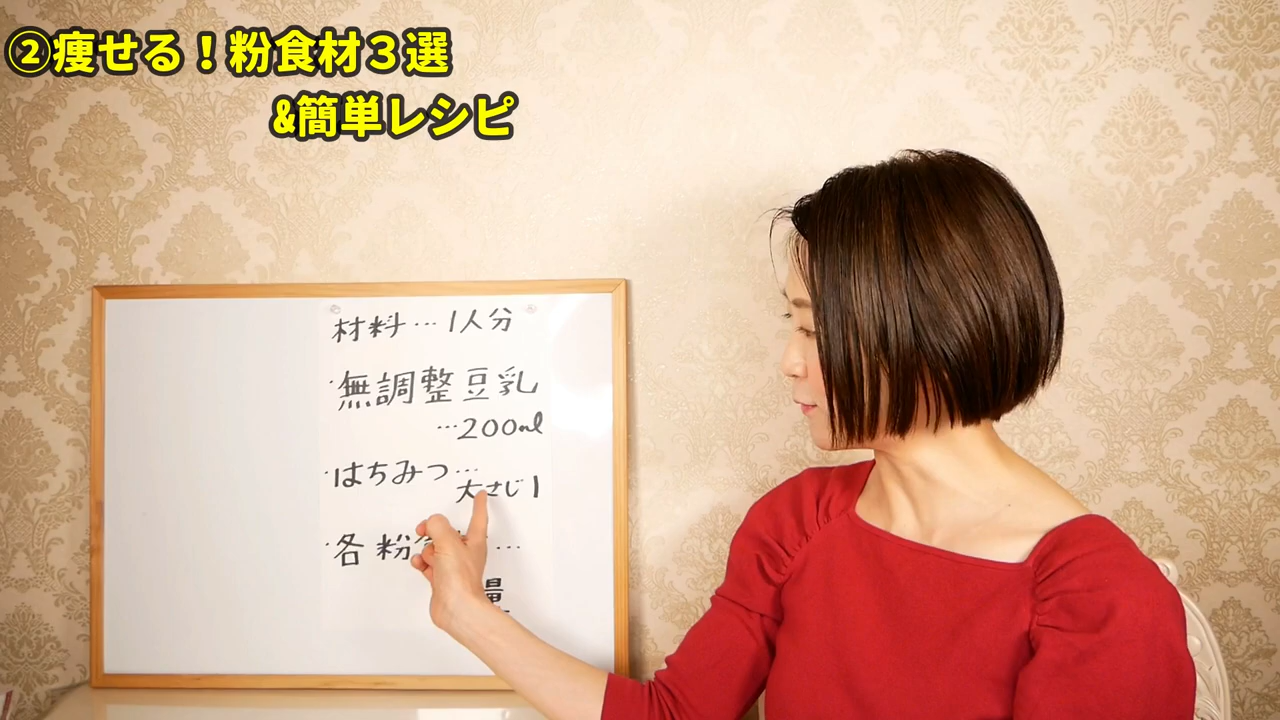 ②痩せる！粉食材３選
&簡単レシピ
材料…1人分
・無調整豆乳
…200ml
・はちみつ…
大さじ1
・各粉…
量